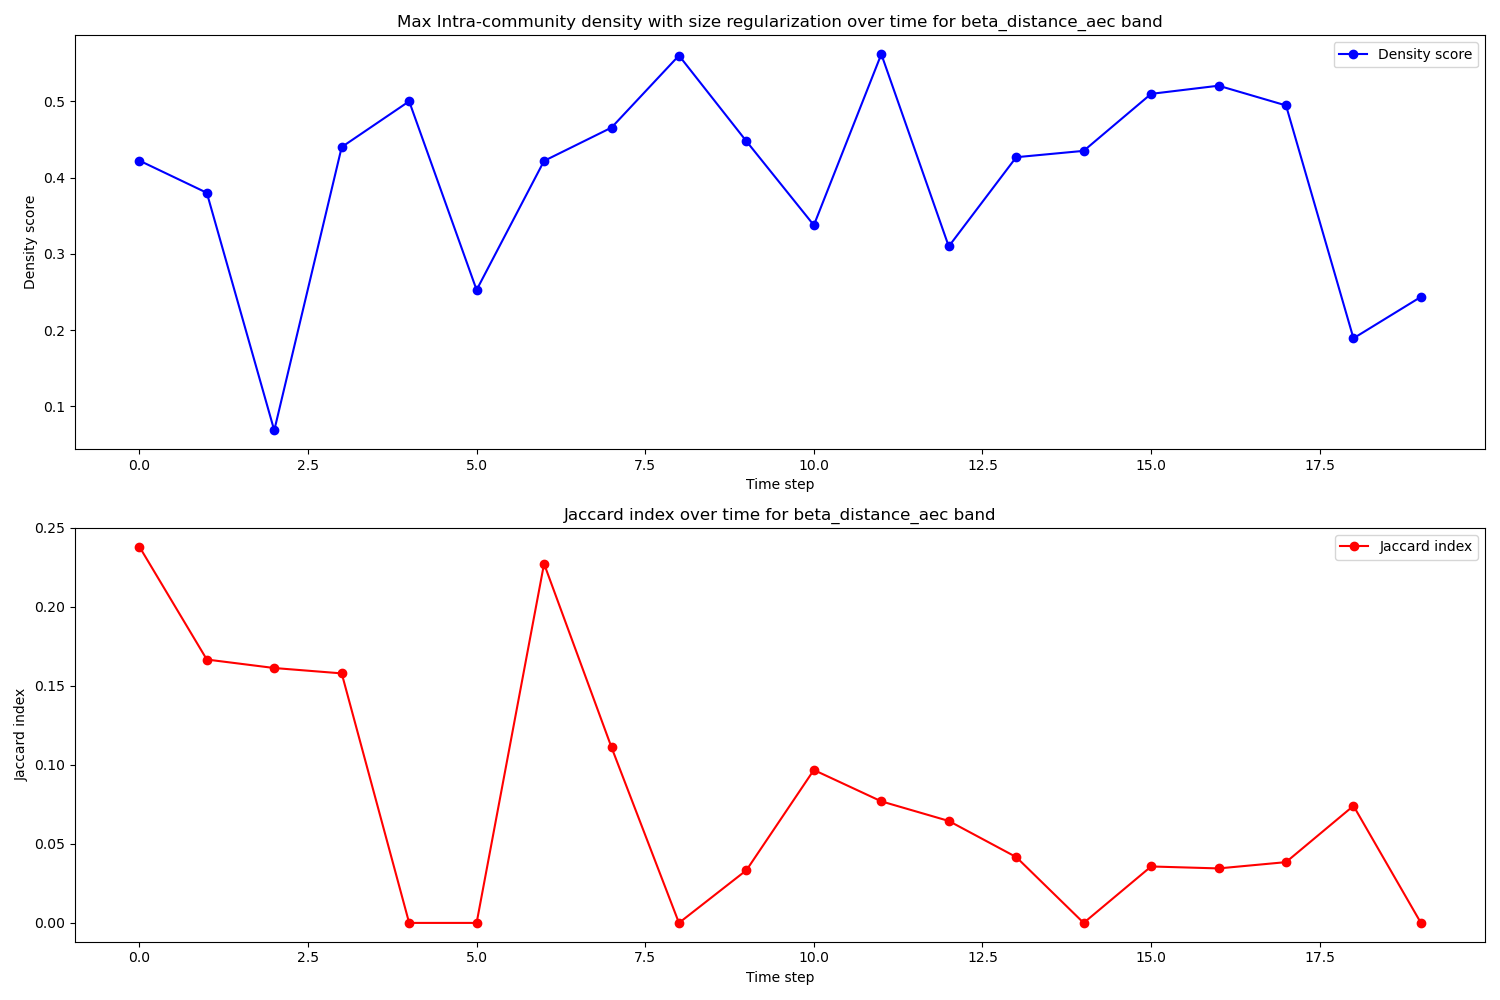 Max Intra-community density with size regularization over time for beta_distance_aec band
Density score
Density score
0.5
0.4
0.3
0.2
0.1
0.0 2.5 5.0 7.5 10.0 12.5 15.0 17.5
Time step
Jaccard index over time for beta_distance_aec band
Jaccard index
Jaccard index
0.25
0.20
0.15
0.10
0.05
0.00
0.0 2.5 5.0 7.5 10.0 12.5 15.0 17.5
Time step